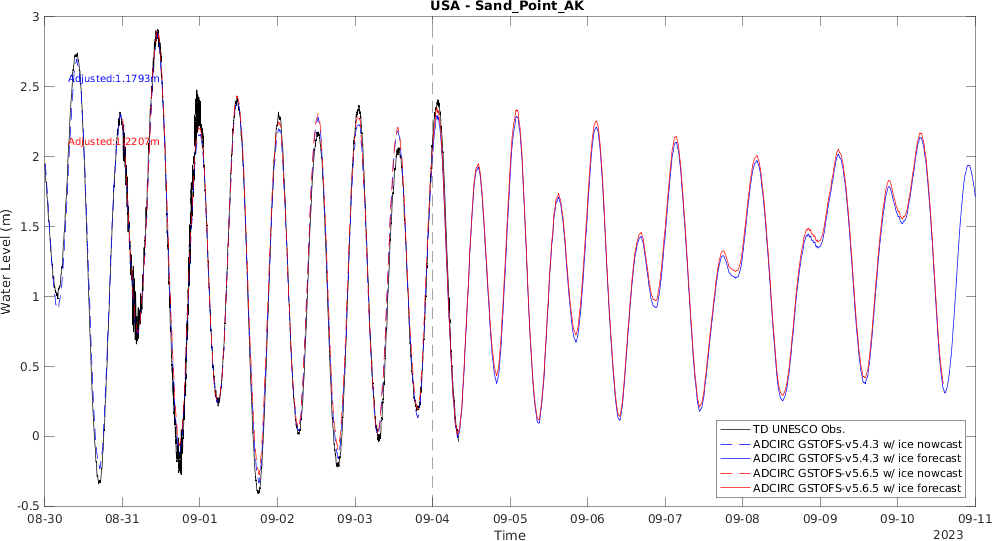 USA - Sand_Point_AK
3
2.5
2
1.5
1
0.5
0
-0.5
Water Level (m)
Adjusted:1.1793m
Adjusted:1.2207m
TD UNESCO Obs.
ADCIRC GSTOFS-v5.4.3 w/ ice nowcast
ADCIRC GSTOFS-v5.4.3 w/ ice forecast
ADCIRC GSTOFS-v5.6.5 w/ ice nowcast
ADCIRC GSTOFS-v5.6.5 w/ ice forecast
08-30 08-31 09-01 09-02 09-03 09-04 09-05 09-06 09-07 09-08 09-09 09-10 09-11
Time
2023